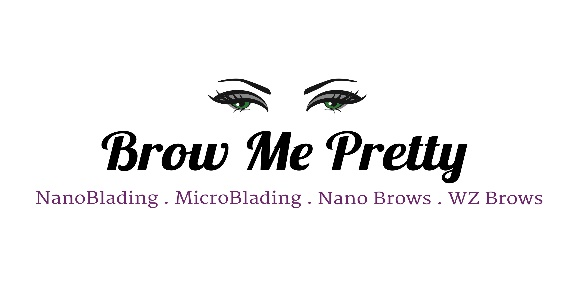 Brow Me Pretty
NanoBlading . MicroBlading . Nano Brows . WZ Brows